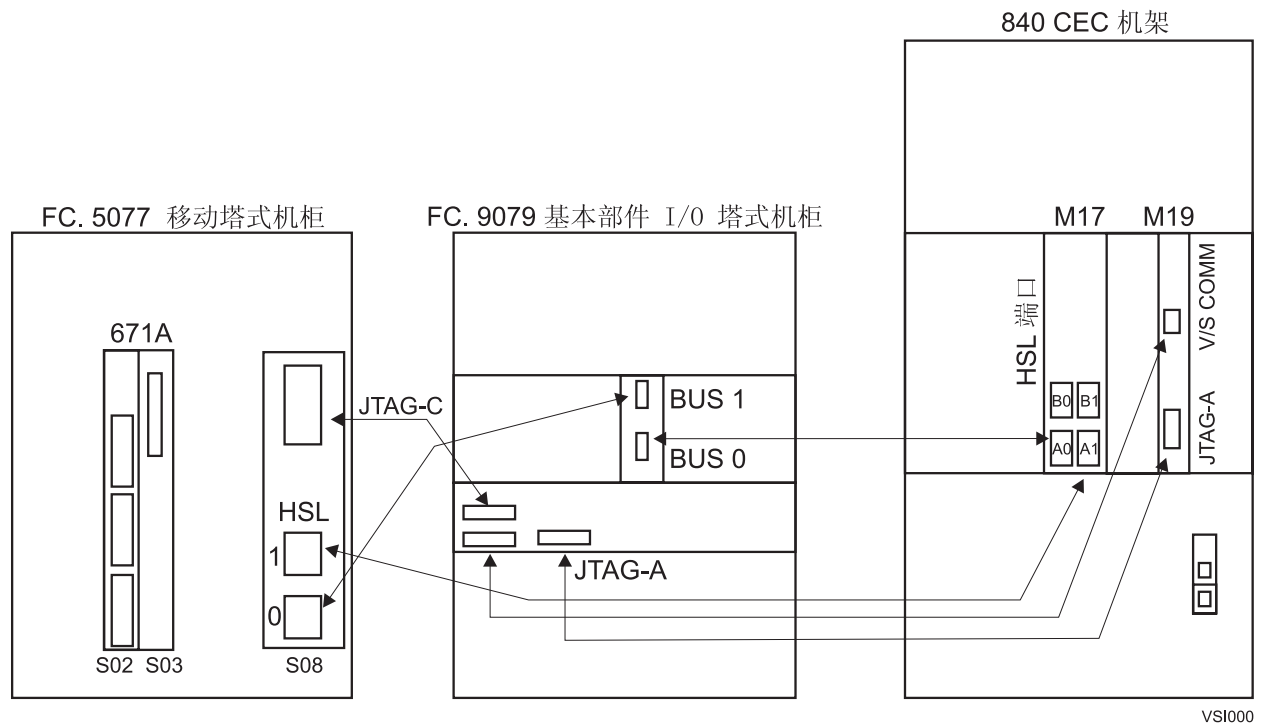 840 CEC 机架
FC. 5077 移动塔式机柜
FC. 9079 基本部件 I/O 塔式机柜
M17
M19
671A
JTAG-C
HSL
1
0
S02
S03
S08
BUS 1
BUS 0
JTAG-A
HSL 端口
B0
B1
A0
A1
V/S COMM
JTAG-A
VSI000